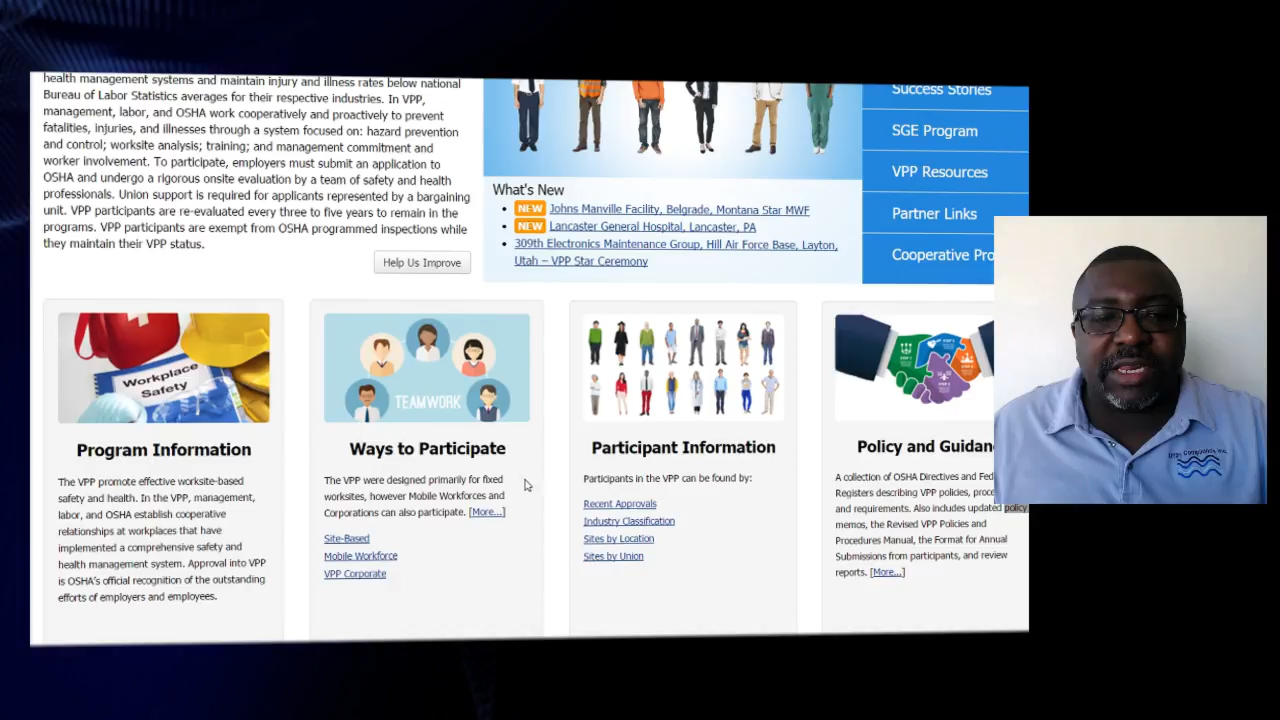 health management systems and maintain injury and illness rates below national
Bureau of Labor Statistics averages for their respective industries. In VPP,
management, labor, and OSHA work cooperatively and proactively to prevent
fatalities, injuries, and illnesses through a system focused on: hazard prevention
and control; worksite analysis; training; and management commitment and
worker involvement. To participate, employers must submit an application to
OSHA and undergo a rigorous onsite evaluation by a team of safety and health
professionals. Union support is required for applicants represented by a bargaining
unit. VPP participants are re-evaluated every three to five years to remain in the
programs. VPP participants are exempt from OSHA programmed inspections while
they maintain their VPP status.
Help Us Improve
What's New
NEW Johns Manville Facility, Belgrade, Montana Star MWF
NEW Lancaster General Hospital, Lancaster, PA
309th Electronics Maintenance Group, Hill Air Force Base, Layton,
Utah – VPP Star Ceremony
Success Stories
SGE Program
VPP Resources
Partner Links
Cooperative Pro
Workplace
Safety
Program Information
The VPP promote effective worksite-based
safety and health. In the VPP, management,
labor, and OSHA establish cooperative
relationships at workplaces that have
implemented a comprehensive safety and
health management system. Approval into VPP
is OSHA's official recognition of the outstanding
efforts of employers and employees.
TEAMWORK
Ways to Participate
The VPP were designed primarily for fixed
worksites, however Mobile Workforces and
Corporations can also participate. [More...]
Site-Based
Mobile Workforce
VPP Corporate
Participant Information
Participants in the VPP can be found by:
Recent Approvals
Industry Classification
Sites by Location
Sites by Union
Policy and Guidanc
A collection of OSHA Directives and Fed
Registers describing VPP policies, proce
and requirements. Also includes updated policy
memos, the Revised VPP Policies and
Procedures Manual, the Format for Annual
Submissions from participants, and review
reports. [More...]